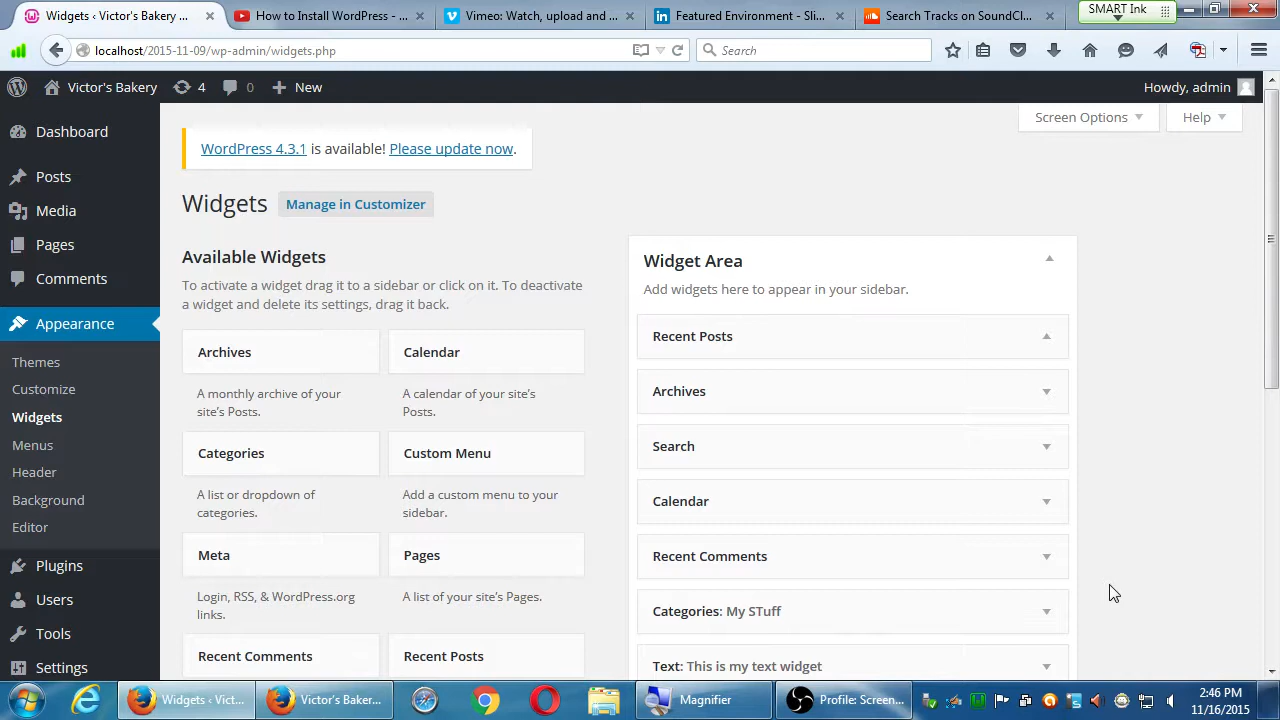 Widgets ‹ Victor's Bakery ...
How to Install WordPress - ...
Vimeo: Watch, upload and ...
Featured Environment - Sli...
Search Tracks on SoundCl...
SMART Ink
localhost/2015-11-09/wp-admin/widgets.php
Search
Victor's Bakery
4
0
New
Howdy, admin
Screen Options
Help
Dashboard
Posts
Media
Pages
Comments
Appearance
Themes
Customize
Widgets
Menus
Header
Background
Editor
Plugins
Users
Tools
Settings
WordPress 4.3.1 is available! Please update now.
Widgets
Manage in Customizer
Available Widgets
To activate a widget drag it to a sidebar or click on it. To deactivate
a widget and delete its settings, drag it back.
Archives
A monthly archive of your
site's Posts.
Calendar
A calendar of your site's
Posts.
Categories
A list or dropdown of
categories.
Custom Menu
Add a custom menu to your
sidebar.
Meta
Login, RSS, & WordPress.org
links.
Pages
A list of your site's Pages.
Recent Comments
Recent Posts
Widget Area
Add widgets here to appear in your sidebar.
Recent Posts
Archives
Search
Calendar
Recent Comments
Categories: My STuff
Text: This is my text widget
Widgets ‹ Vict...
Victor's Baker...
Magnifier
Profile: Screen...
2:46 PM
11/16/2015